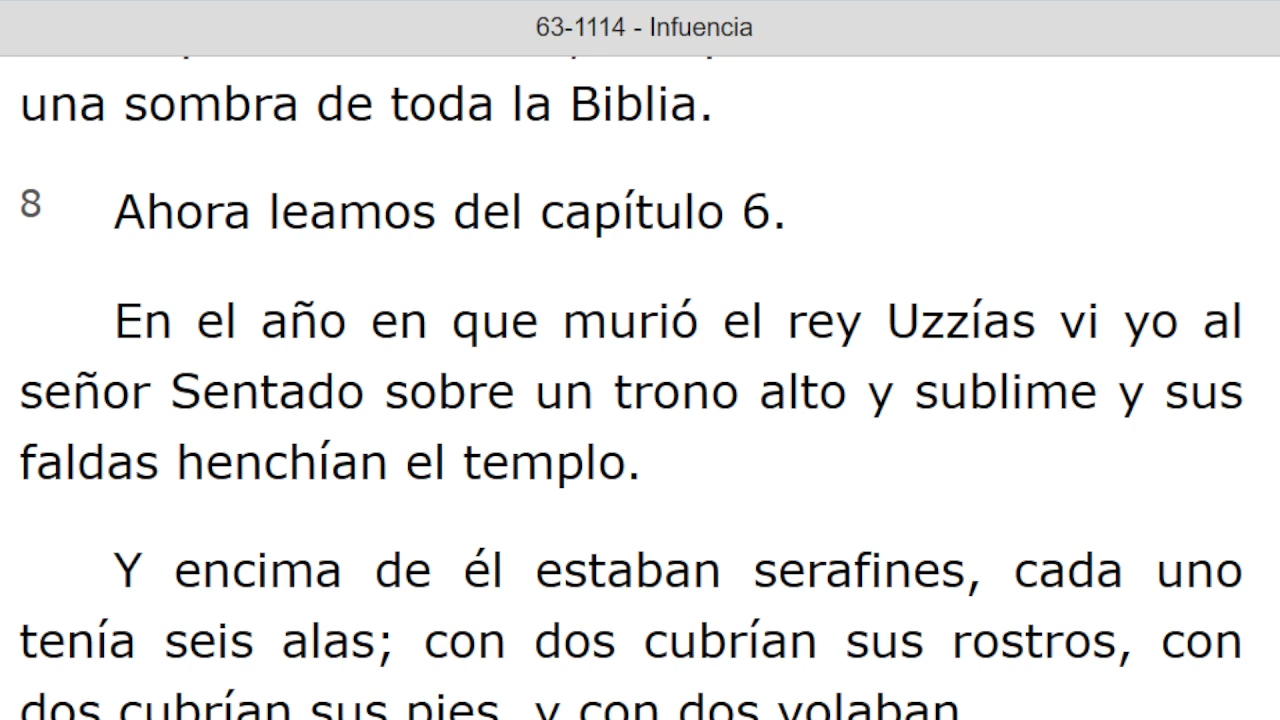 63-1114 - Infuencia
una sombra de toda la Biblia.
8 Ahora leamos del capítulo 6.
En el año en que murió el rey Uzzías vi yo al
señor Sentado sobre un trono alto y sublime y sus
faldas henchían el templo.
Y encima de él estaban serafines, cada uno
tenía seis alas; con dos cubrían sus rostros, con
dos cubrían sus pies, y con dos volaban